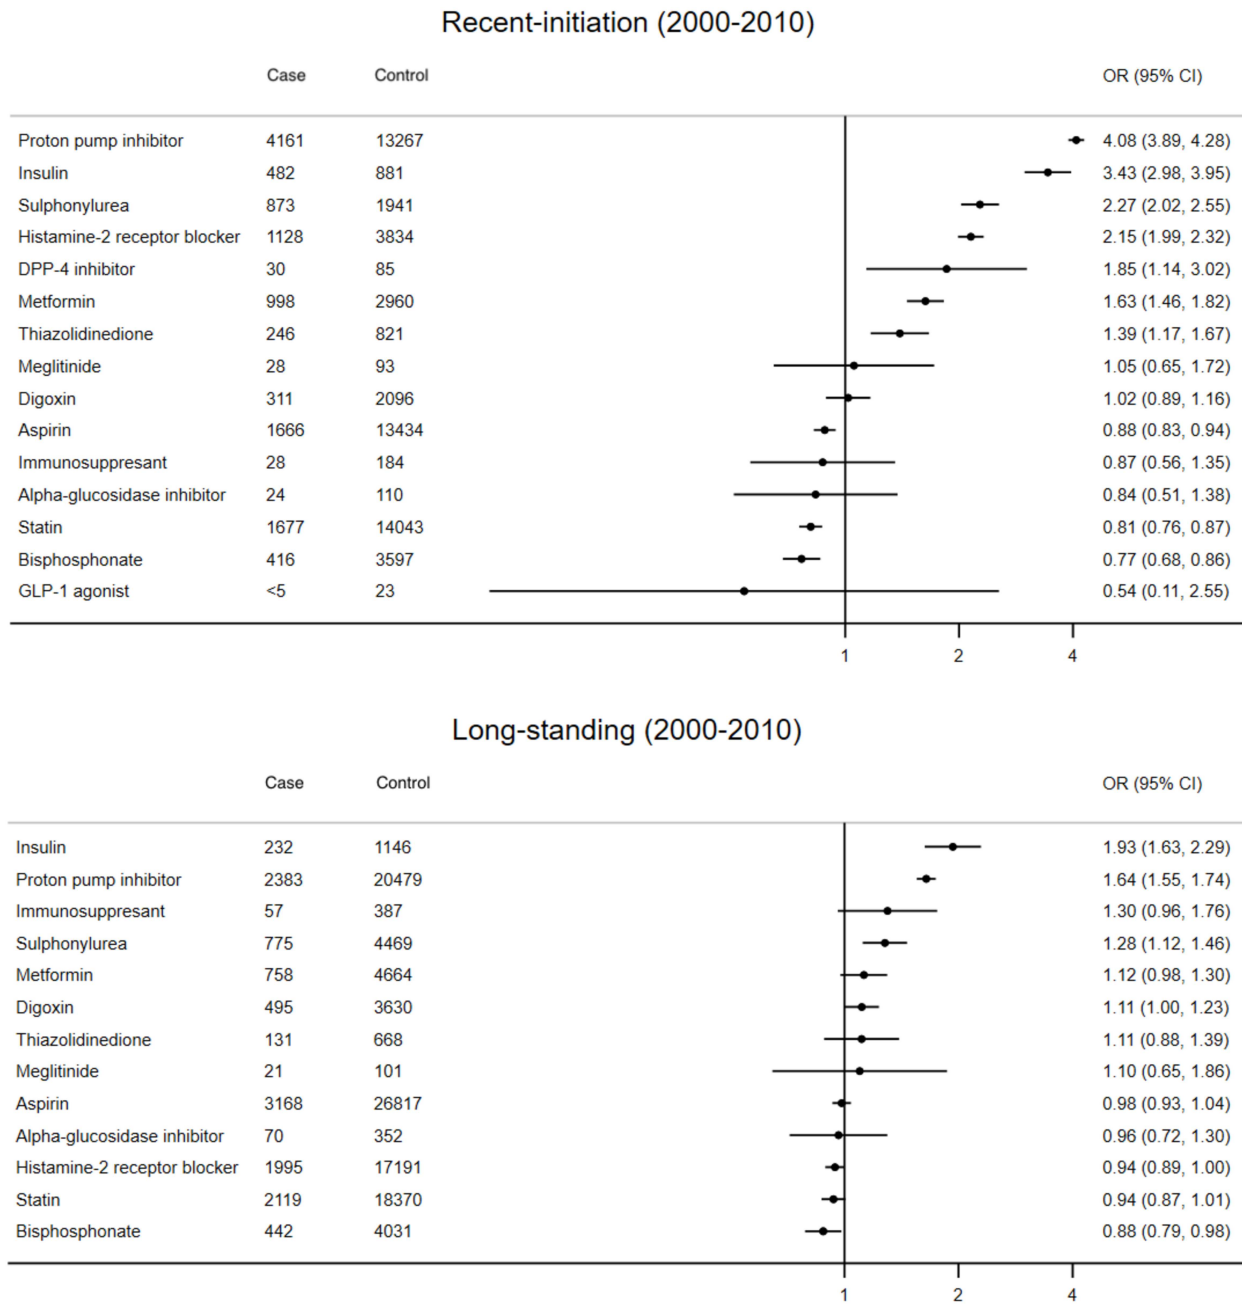 Recent-initiation (2000-2010)
Case Control OR (95% CI)
Proton pump inhibitor 4161 13267 4.08 (3.89, 4.28)
Insulin 482 881 3.43 (2.98, 3.95)
Sulphonylurea 873 1941 2.27 (2.02, 2.55)
Histamine-2 receptor blocker 1128 3834 2.15 (1.99, 2.32)
DPP-4 inhibitor 30 85 1.85 (1.14, 3.02)
Metformin 998 2960 1.63 (1.46, 1.82)
Thiazolidinedione 246 821 1.39 (1.17, 1.67)
Meglitinide 28 93 1.05 (0.65, 1.72)
Digoxin 311 2096 1.02 (0.89, 1.16)
Aspirin 1666 13434 0.88 (0.83, 0.94)
Immunosuppresant 28 184 0.87 (0.56, 1.35)
Alpha-glucosidase inhibitor 24 110 0.84 (0.51, 1.38)
Statin 1677 14043 0.81 (0.76, 0.87)
Bisphosphonate 416 3597 0.77 (0.68, 0.86)
GLP-1 agonist <5 23 0.54 (0.11, 2.55)
1 2 4
Long-standing (2000-2010)
Case Control OR (95% CI)
Insulin 232 1146 1.93 (1.63, 2.29)
Proton pump inhibitor 2383 20479 1.64 (1.55, 1.74)
Immunosuppresant 57 387 1.30 (0.96, 1.76)
Sulphonylurea 775 4469 1.28 (1.12, 1.46)
Metformin 758 4664 1.12 (0.98, 1.30)
Digoxin 495 3630 1.11 (1.00, 1.23)
Thiazolidinedione 131 668 1.11 (0.88, 1.39)
Meglitinide 21 101 1.10 (0.65, 1.86)
Aspirin 3168 26817 0.98 (0.93, 1.04)
Alpha-glucosidase inhibitor 70 352 0.96 (0.72, 1.30)
Histamine-2 receptor blocker 1995 17191 0.94 (0.89, 1.00)
Statin 2119 18370 0.94 (0.87, 1.01)
Bisphosphonate 442 4031 0.88 (0.79, 0.98)
1 2 4